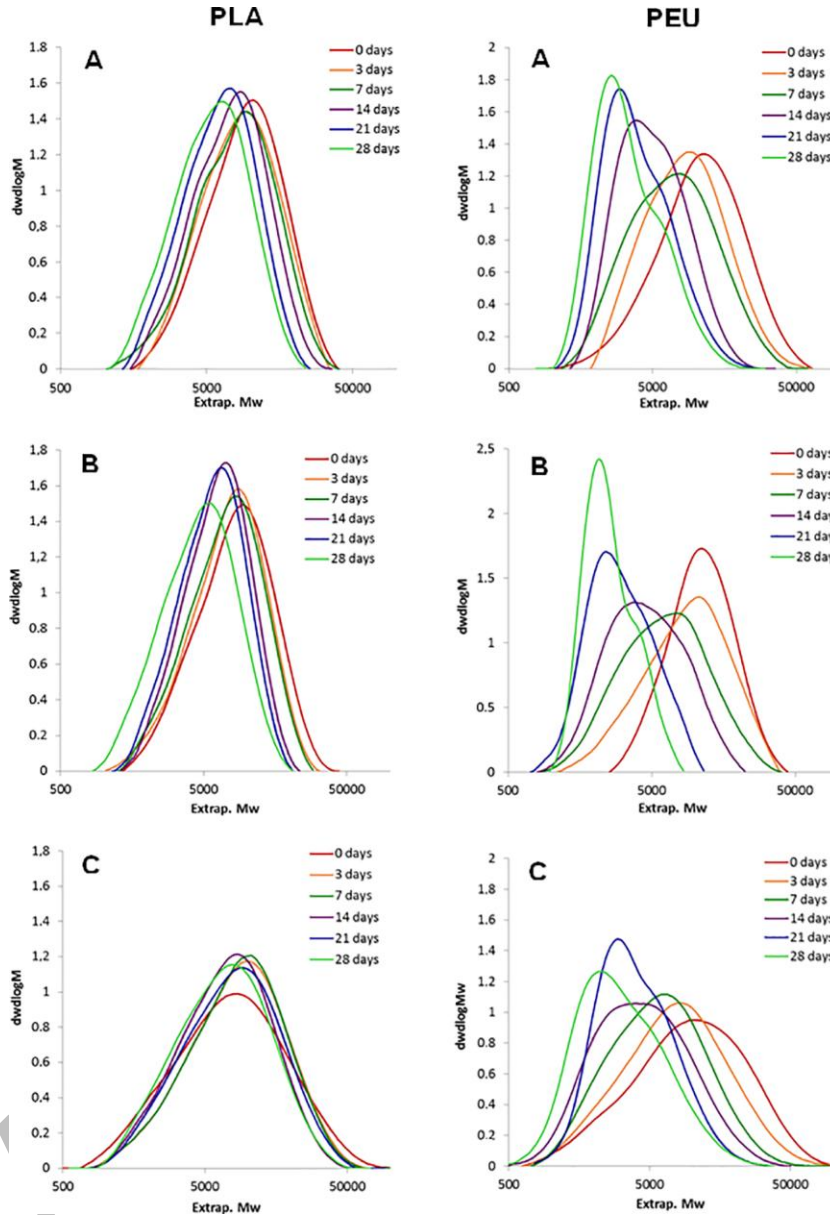 PLA
PEU
A
1.8
1.6
1.4
1.2
1
0.8
0.6
0.4
0.2
0
dwdlogM
500
5000
50000
Extrap. Mw
0 days
3 days
7 days
14 days
21 days
28 days
A
2
1.8
1.6
1.4
1.2
1
0.8
0.6
0.4
0.2
0
dwdlogM
500
5000
50000
Extrap. Mw
0 days
3 days
7 days
14 days
21 days
28 days
B
1.8
1.6
1.4
1.2
1
0.8
0.6
0.4
0.2
0
dwdlogM
500
5000
50000
Extrap. Mw
0 days
3 days
7 days
14 days
21 days
28 days
B
2.5
2
1.5
1
0.5
0
dwdlogM
500
5000
50000
Extrap. Mw
0 days
3 days
7 days
14 day
21 day
28 day
C
1.8
1.6
1.4
1.2
1
0.8
0.6
0.4
0.2
0
dwdlogM
500
5000
50000
Extrap. Mw
0 days
3 days
7 days
14 days
21 days
28 days
C
2
1.8
1.6
1.4
1.2
1
0.8
0.6
0.4
0.2
0
dwdlogMw
500
5000
50000
Extrap. Mw
0 days
3 days
7 days
14 days
21 days
28 days